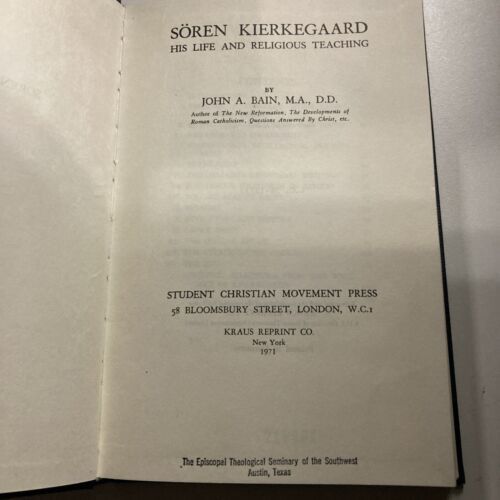 SÖREN KIERKEGAARD
HIS LIFE AND RELIGIOUS TEACHING
BY
JOHN A. BAIN, M.A., D.D.
Author of The New Reformation, The Developments of
Roman Catholicism, Questions Answered By Christ, etc.
STUDENT CHRISTIAN MOVEMENT PRESS
58 BLOOMSBURY STREET, LONDON, W.C.1
KRAUS REPRINT CO.
New York
1971
The Episcopal Theological Seminary of the Southwest
Austin, Texas